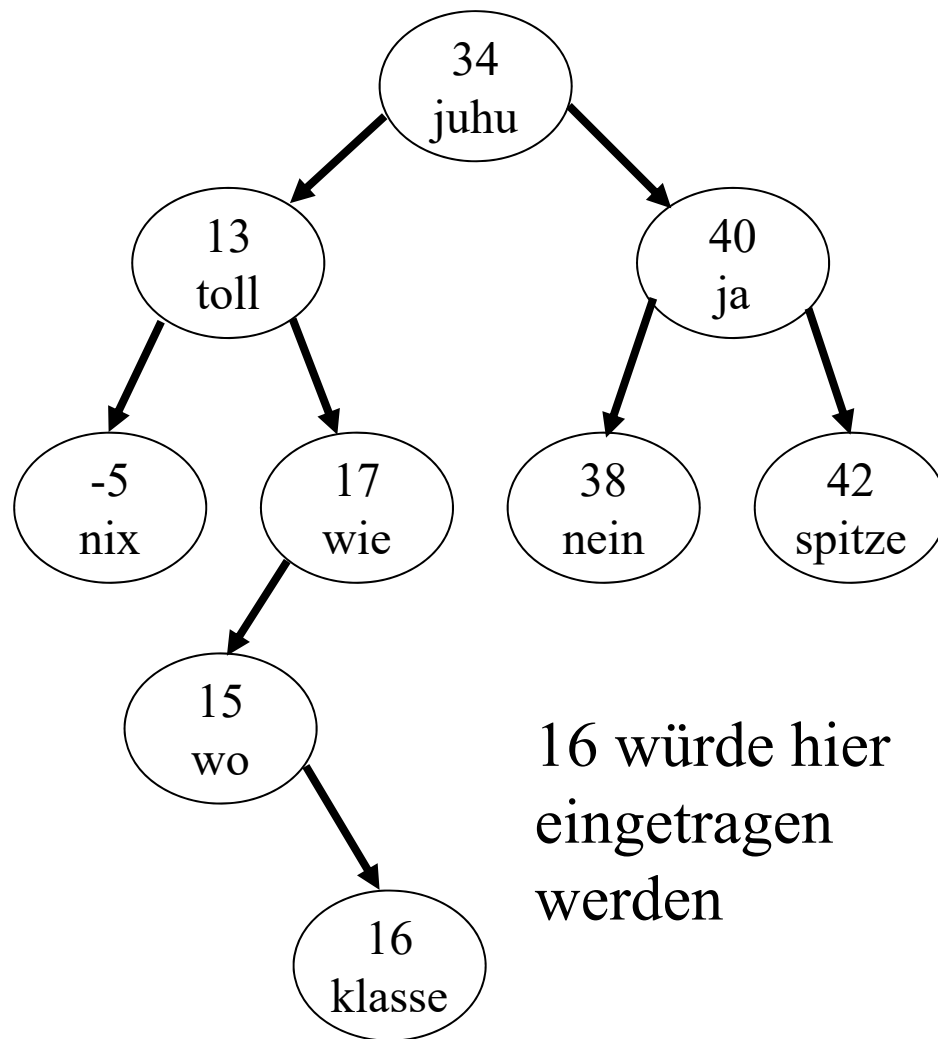 34
juhu
13
toll
40
ja
-5
nix
17
wie
38
nein
42
spitze
15
wo
16 würde hier
eingetragen
werden
16
klasse